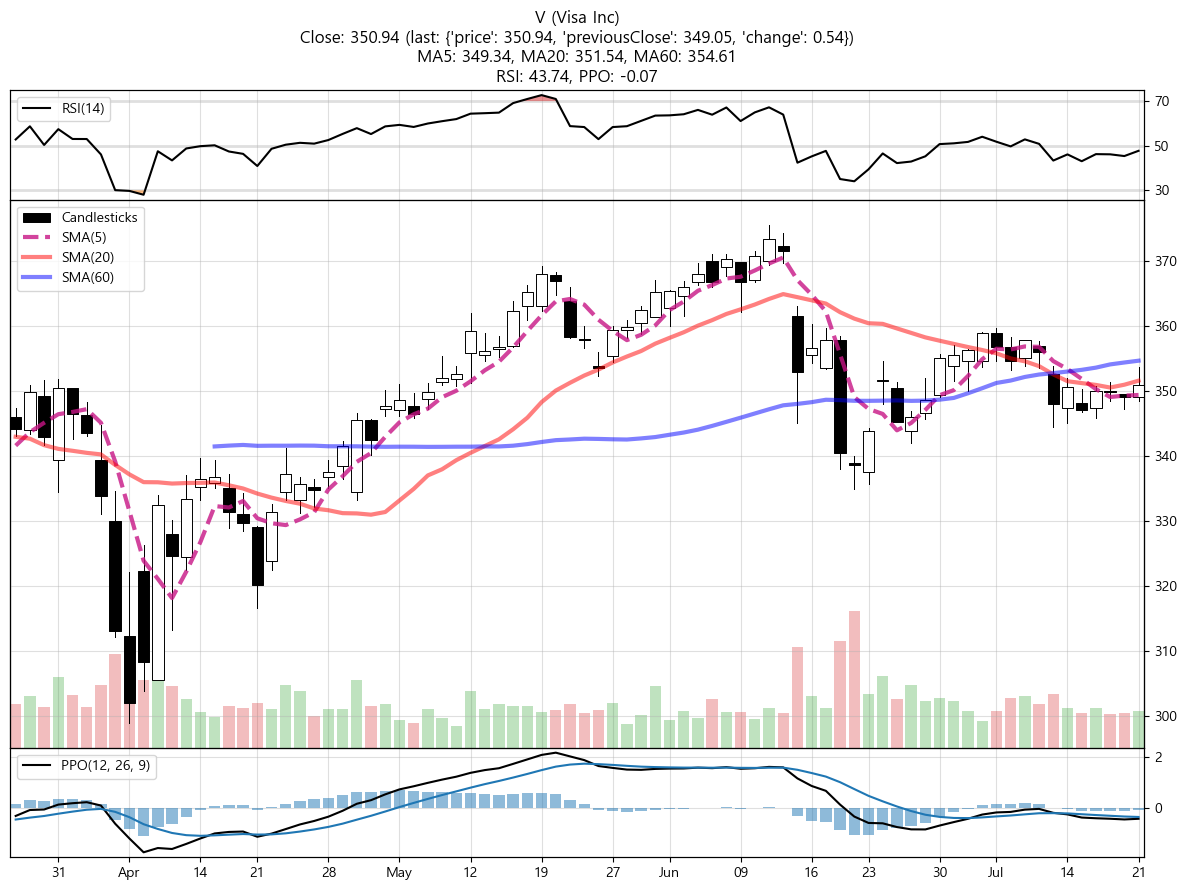 V (Visa Inc)
Close: 350.94 (last: {'price': 350.94, 'previousClose': 349.05, 'change': 0.54})
MA5: 349.34, MA20: 351.54, MA60: 354.61
RSI: 43.74, PPO: -0.07
RSI(14)
70
50
30
Candlesticks
SMA(5)
SMA(20)
SMA(60)
370
360
350
340
330
320
310
300
PPO(12, 26, 9)
2
0
31 Apr 14 21 28 May 12 19 27 Jun 09 16 23 30 Jul 14 21